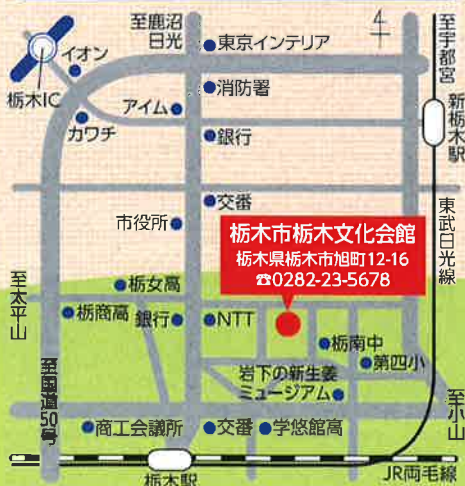 至鹿沼
日光
東京インテリア
至宇都宮
イオン
栃木IC
消防署
アイム
カワチ
銀行
新栃木駅
交番
市役所
東武日光線
栃木市栃木文化会館
栃木県栃木市旭町12-16
☎0282-23-5678
至太平山
栃女高
栃商高
銀行
NTT
栃南中
第四小
岩下の新生姜
ミュージアム
至国道50号
至小山
商工会議所
交番
学悠館高
栃木駅
JR両毛線